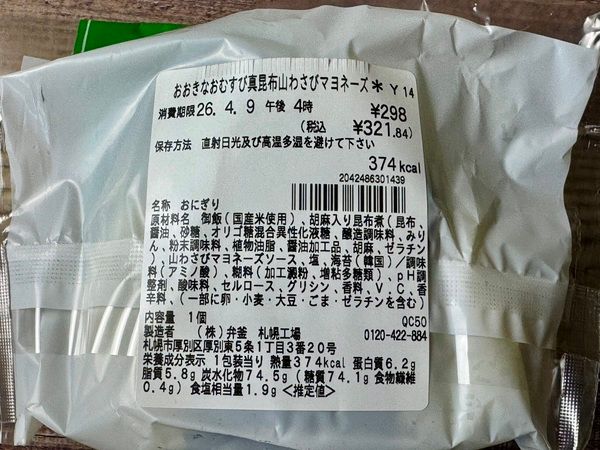 おおきなおむすび真昆布山わさびマヨネーズ＊ Y 14
消費期限26. 4. 9 午後 4時 ¥298
(税込 ¥321.84)
保存方法 直射日光及び高温多湿を避けて下さい
374kcal
2042486301439
名称 おにぎり
原材料名 御飯(国産米使用)、胡麻入り昆布煮(昆布、
醤油、砂糖、オリゴ糖混合異性化液糖、醸造調味料、みり
ん、粉末調味料、植物油脂、醤油加工品、胡麻、ゼラチン
)、山わさびマヨネーズソース、塩、海苔(韓国)／調味
料(アミノ酸)、糊料(加工澱粉、増粘多糖類)、pH調
整剤、酸味料、セルロース、グリシン、香料、V.C、香
辛料、(一部に卵・小麦・大豆・ごま・ゼラチンを含む)
内容量 1個 QC50
製造者 (株)弁釜 札幌工場 0120-422-884
札幌市厚別区厚別東5条1丁目3番20号
栄養成分表示 1包装当り 熱量374kcal 蛋白質6.2g
脂質5.8g 炭水化物74.5g(糖質74.1g 食物繊維
0.4g) 食塩相当量1.9g <推定値>